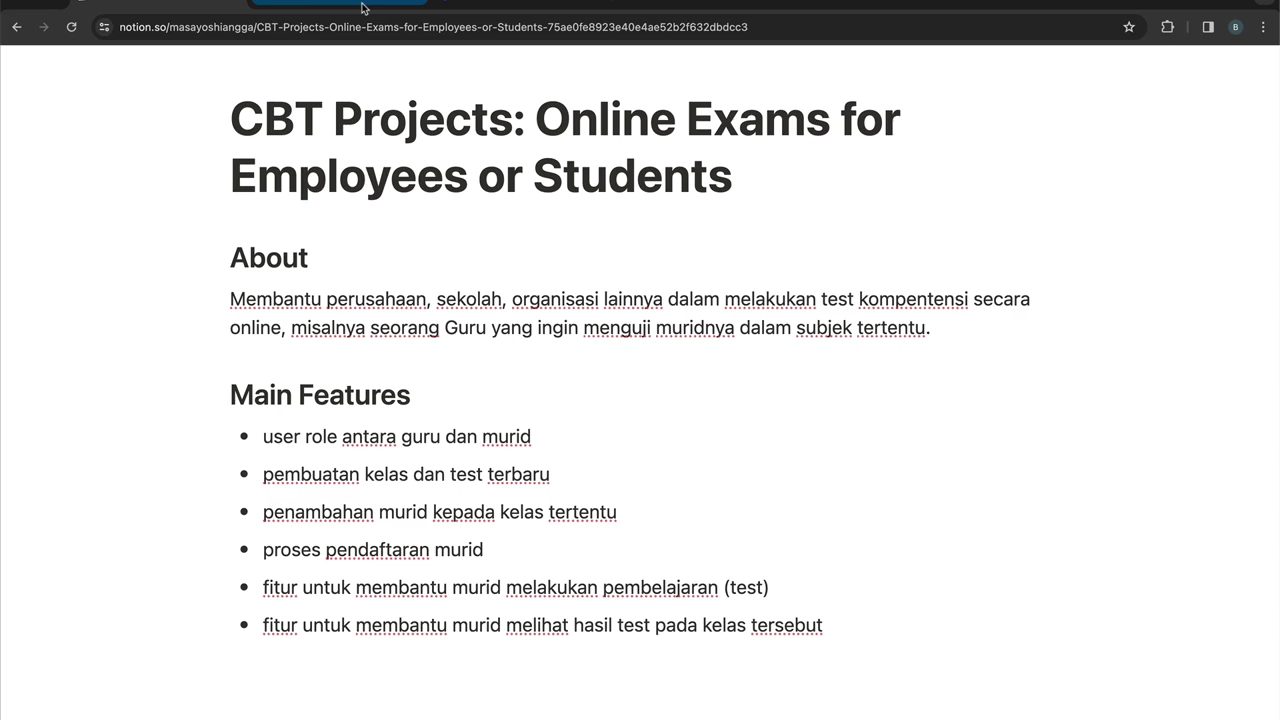 notion.so/masayoshiangga/CBT-Projects-Online-Exams-for-Employees-or-Students-75ae0fe8923e40e4ae52b2f632dbdcc3
B
CBT Projects: Online Exams for
Employees or Students
About
Membantu perusahaan, sekolah, organisasi lainnya dalam melakukan test kompentensi secara
online, misalnya seorang Guru yang ingin menguji muridnya dalam subjek tertentu.
Main Features
• user role antara guru dan murid
• pembuatan kelas dan test terbaru
• penambahan murid kepada kelas tertentu
• proses pendaftaran murid
• fitur untuk membantu murid melakukan pembelajaran (test)
• fitur untuk membantu murid melihat hasil test pada kelas tersebut